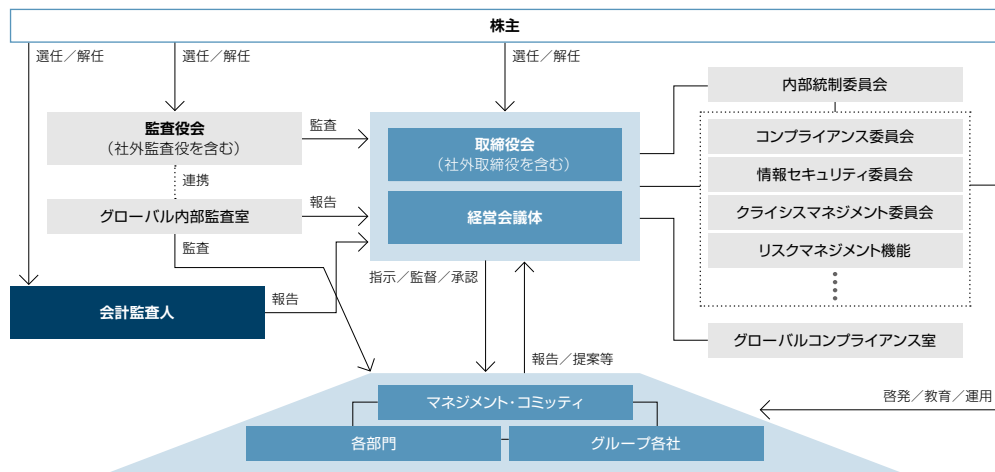 株主
選任／解任
選任／解任
選任／解任
監査役会
（社外監査役を含む）
監査
連携
グローバル内部監査室
報告
監査
会計監査人
報告
取締役会
（社外取締役を含む）
経営会議体
指示／監督／承認
報告／提案等
内部統制委員会
コンプライアンス委員会
情報セキュリティ委員会
クライシスマネジメント委員会
リスクマネジメント機能
グローバルコンプライアンス室
啓発／教育／運用
マネジメント・コミッティ
各部門
グループ各社